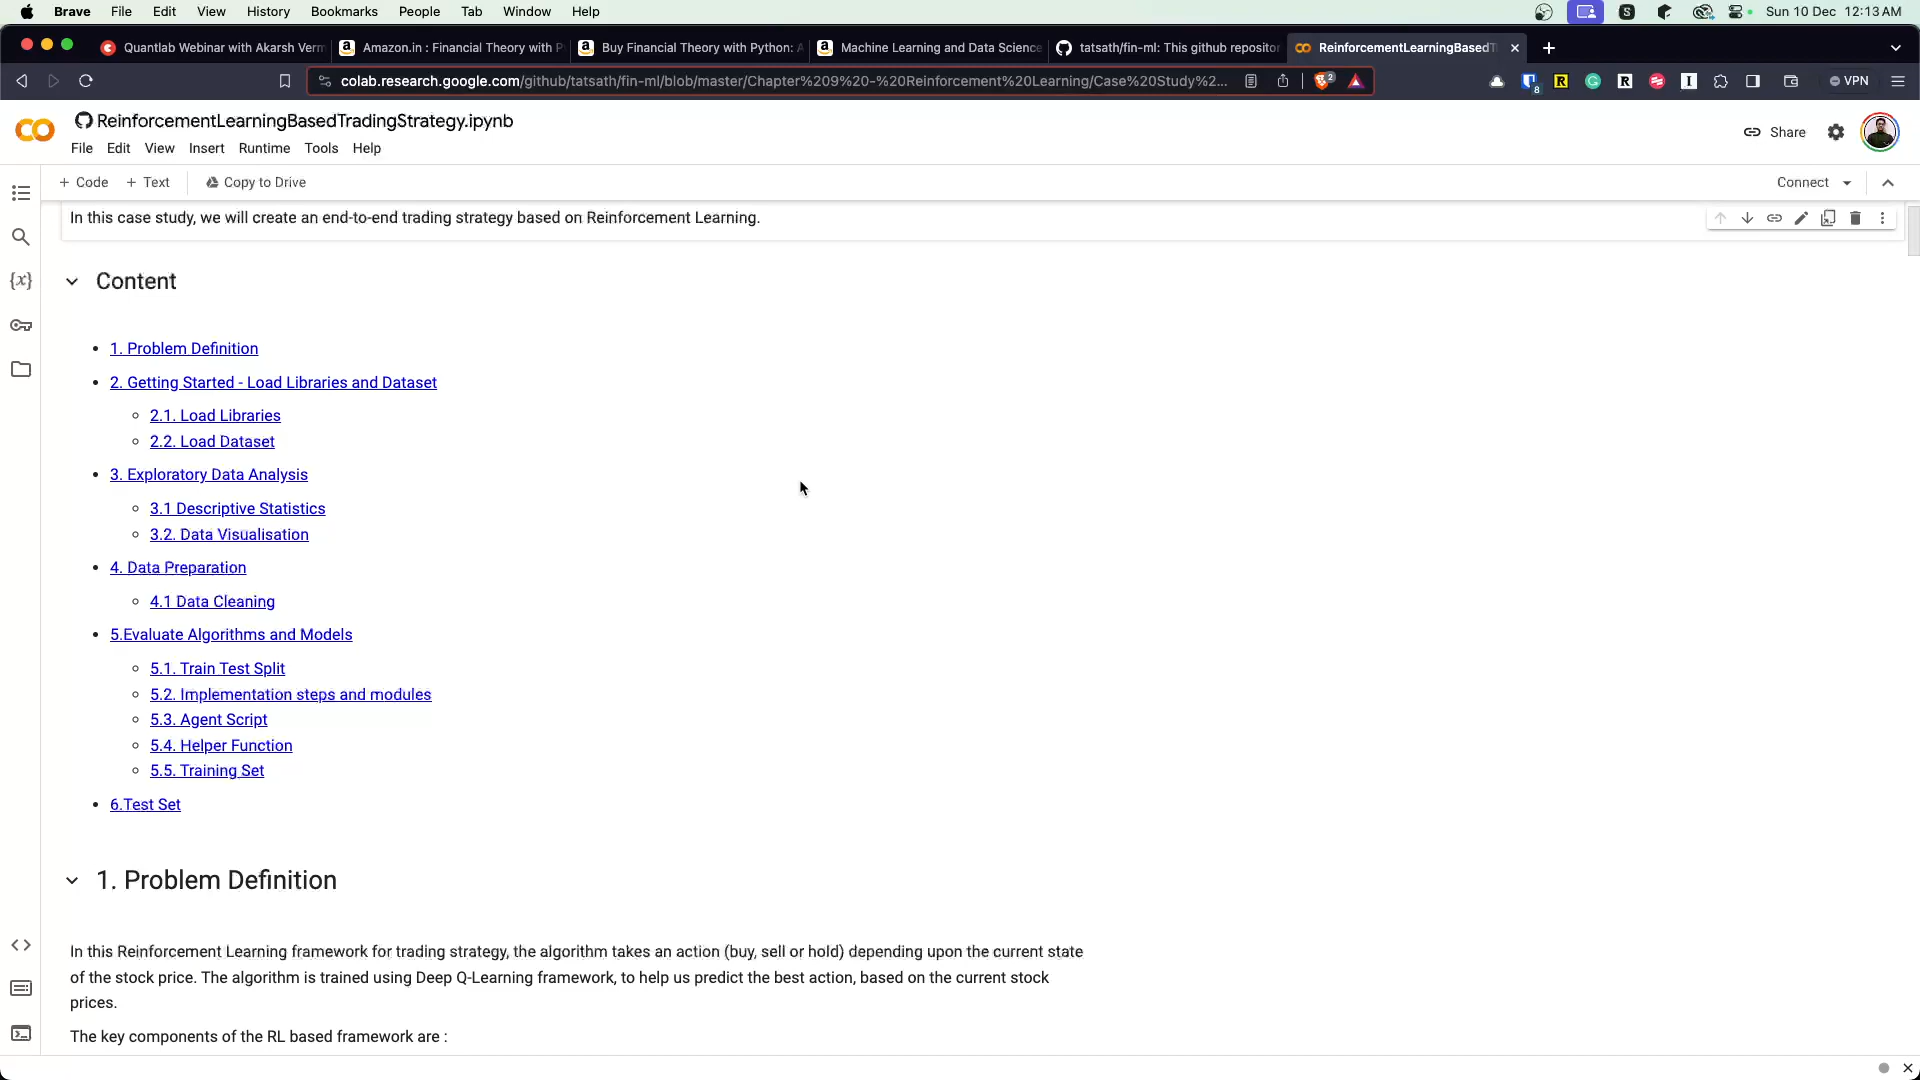 Brave File Edit View History Bookmarks People Tab Window Help
Sun 10 Dec 12:13 AM
Quantlab Webinar with Akarsh Verm
Amazon.in : Financial Theory with P
Buy Financial Theory with Python: A
Machine Learning and Data Science
tatsath/fin-ml: This github repositor
ReinforcementLearningBasedT
colab.research.google.com/github/tatsath/fin-ml/blob/master/Chapter%209%20-%20Reinforcement%20Learning/Case%20Study%2...
2
8
VPN
ReinforcementLearningBasedTradingStrategy.ipynb
File Edit View Insert Runtime Tools Help
Share
+ Code + Text Copy to Drive
Connect
In this case study, we will create an end-to-end trading strategy based on Reinforcement Learning.
Content
• 1. Problem Definition
• 2. Getting Started - Load Libraries and Dataset
◦ 2.1. Load Libraries
◦ 2.2. Load Dataset
• 3. Exploratory Data Analysis
◦ 3.1 Descriptive Statistics
◦ 3.2. Data Visualisation
• 4. Data Preparation
◦ 4.1 Data Cleaning
• 5.Evaluate Algorithms and Models
◦ 5.1. Train Test Split
◦ 5.2. Implementation steps and modules
◦ 5.3. Agent Script
◦ 5.4. Helper Function
◦ 5.5. Training Set
• 6.Test Set
1. Problem Definition
In this Reinforcement Learning framework for trading strategy, the algorithm takes an action (buy, sell or hold) depending upon the current state
of the stock price. The algorithm is trained using Deep Q-Learning framework, to help us predict the best action, based on the current stock
prices.
The key components of the RL based framework are :